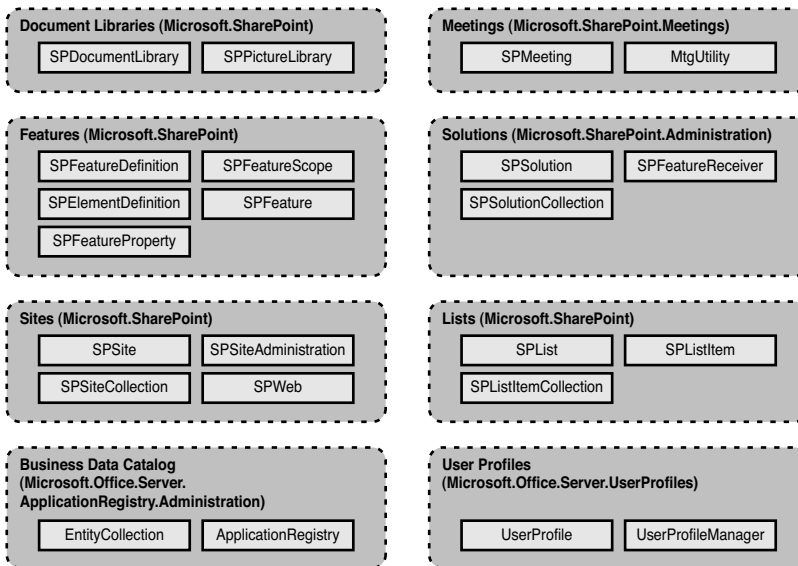 Document Libraries (Microsoft.SharePoint)
SPDocumentLibrary SPPictureLibrary
Meetings (Microsoft.SharePoint.Meetings)
SPMeeting MtgUtility
Features (Microsoft.SharePoint)
SPFeatureDefinition SPFeatureScope
SPElementDefinition SPFeature
SPFeatureProperty
Solutions (Microsoft.SharePoint.Administration)
SPSolution SPFeatureReceiver
SPSolutionCollection
Sites (Microsoft.SharePoint)
SPSite SPSiteAdministration
SPSiteCollection SPWeb
Lists (Microsoft.SharePoint)
SPList SPListItem
SPListItemCollection
Business Data Catalog
(Microsoft.Office.Server.
ApplicationRegistry.Administration)
EntityCollection ApplicationRegistry
User Profiles
(Microsoft.Office.Server.UserProfiles)
UserProfile UserProfileManager